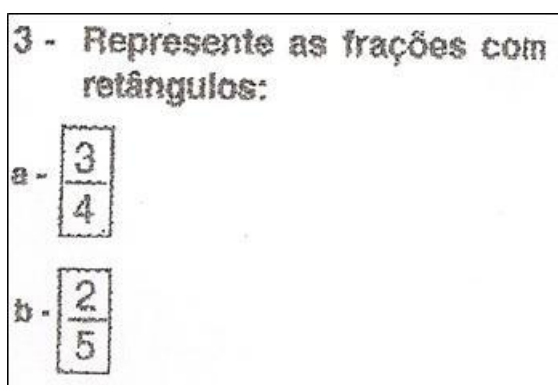 3 - Represente as frações com
retângulos:
a - 3/4
b - 2/5